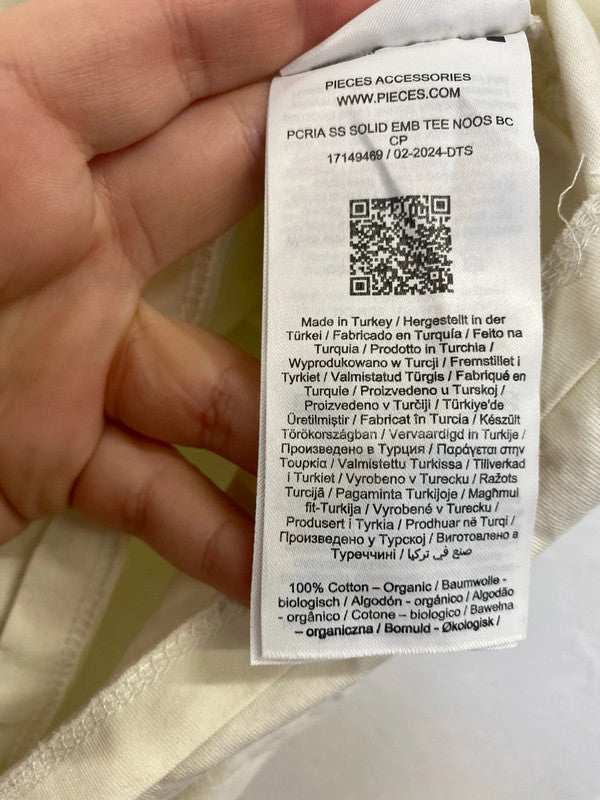 PIECES ACCESSORIES
WWW.PIECES.COM
PCRIA SS SOLID EMB TEE NOOS BC
CP
17149469 / 02-2024-DTS
Made in Turkey / Hergestellt in der
Türkei / Fabricado en Turquía / Feito na
Turquia / Prodotto in Turchia /
Wyprodukowano w Turcji / Fremstillet i
Tyrkiet / Valmistatud Türgis / Fabriqué en
Turquie / Proizvedeno u Turskoj /
Proizvedeno v Turčiji / Türkiye'de
Üretilmiştir / Fabricat în Turcia / Készült
Törökországban / Vervaardigd in Turkije /
Произведено в Турция / Παράγεται στην
Τουρκία / Valmistettu Turkissa / Tillverkad
i Turkiet / Vyrobeno v Turecku / Ražots
Turcijā / Pagaminta Turkijoje / Magħmul
fit-Turkija / Vyrobené v Turecku /
Produsert i Tyrkia / Prodhuar në Turqi /
Произведено у Турској / Виготовлено в
Туреччині / صنع في تركيا
100% Cotton – Organic / Baumwolle -
biologisch / Algodón - orgánico / Algodão
- orgânico / Cotone – biologico / Bawełna
– organiczna / Bomuld - Økologisk /